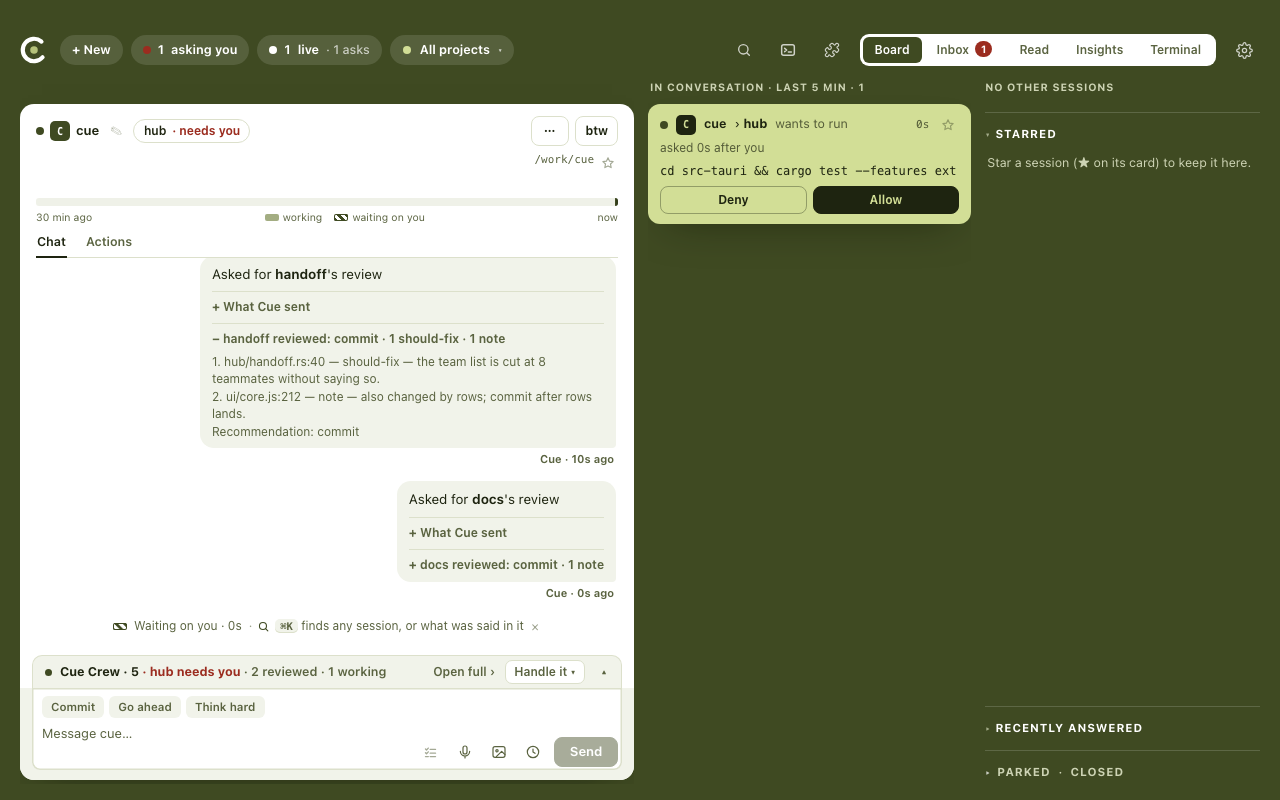 + New
1 asking you
1 live · 1 asks
All projects
Board
Inbox 1
Read
Insights
Terminal
C cue
hub · needs you
···
btw
/work/cue
30 min ago
working
waiting on you
now
Chat
Actions
Asked for handoff's review
+ What Cue sent
− handoff reviewed: commit · 1 should-fix · 1 note
1. hub/handoff.rs:40 — should-fix — the team list is cut at 8
teammates without saying so.
2. ui/core.js:212 — note — also changed by rows; commit after rows
lands.
Recommendation: commit
Cue · 10s ago
Asked for docs's review
+ What Cue sent
+ docs reviewed: commit · 1 note
Cue · 0s ago
Waiting on you · 0s · ⌘K finds any session, or what was said in it ×
Cue Crew · 5 · hub needs you · 2 reviewed · 1 working
Open full ›
Handle it
Commit
Go ahead
Think hard
Message cue…
Send
IN CONVERSATION · LAST 5 MIN · 1
C cue › hub wants to run 0s
asked 0s after you
cd src-tauri && cargo test --features ext
Deny
Allow
NO OTHER SESSIONS
STARRED
Star a session (★ on its card) to keep it here.
RECENTLY ANSWERED
PARKED · CLOSED